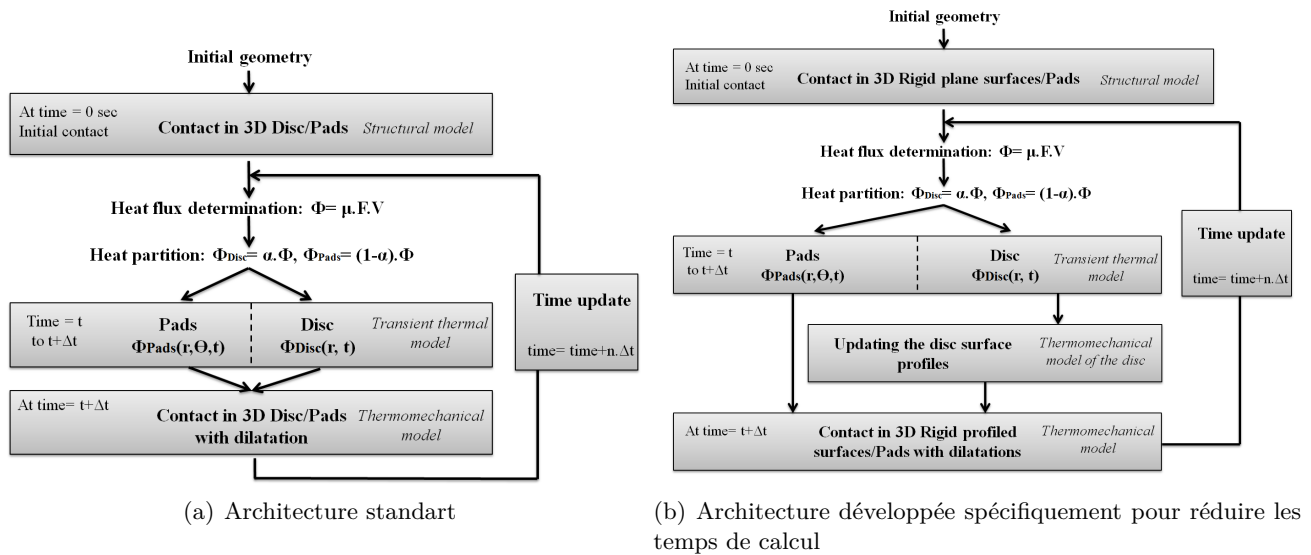 Initial geometry
At time = 0 sec
Initial contact
Contact in 3D Disc/Pads
Structural model
Heat flux determination: Φ= μ.F.V
Heat partition: ΦDisc= α.Φ, ΦPads= (1-α).Φ
Time = t
to t+Δt
Pads
ΦPads(r,Θ,t)
Disc
ΦDisc(r, t)
Transient thermal
model
At time= t+Δt
Contact in 3D Disc/Pads
with dilatation
Thermomechanical
model
Time update
time= time+n.Δt
(a) Architecture standart
Initial geometry
At time = 0 sec
Initial contact
Contact in 3D Rigid plane surfaces/Pads
Structural model
Heat flux determination: Φ= μ.F.V
Heat partition: ΦDisc= α.Φ, ΦPads= (1-α).Φ
Time = t
to t+Δt
Pads
ΦPads(r,Θ,t)
Disc
ΦDisc(r, t)
Transient thermal
model
Updating the disc surface
profiles
Thermomechanical
model of the disc
At time= t+Δt
Contact in 3D Rigid profiled
surfaces/Pads with dilatations
Thermomechanical
model
Time update
time= time+n.Δt
(b) Architecture développée spécifiquement pour réduire les
temps de calcul